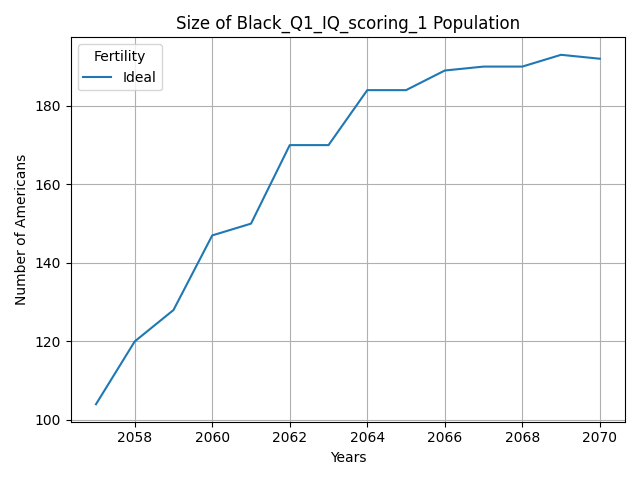 Size of Black_Q1_IQ_scoring_1 Population
Fertility
Ideal
Number of Americans
180
160
140
120
100
2058 2060 2062 2064 2066 2068 2070
Years